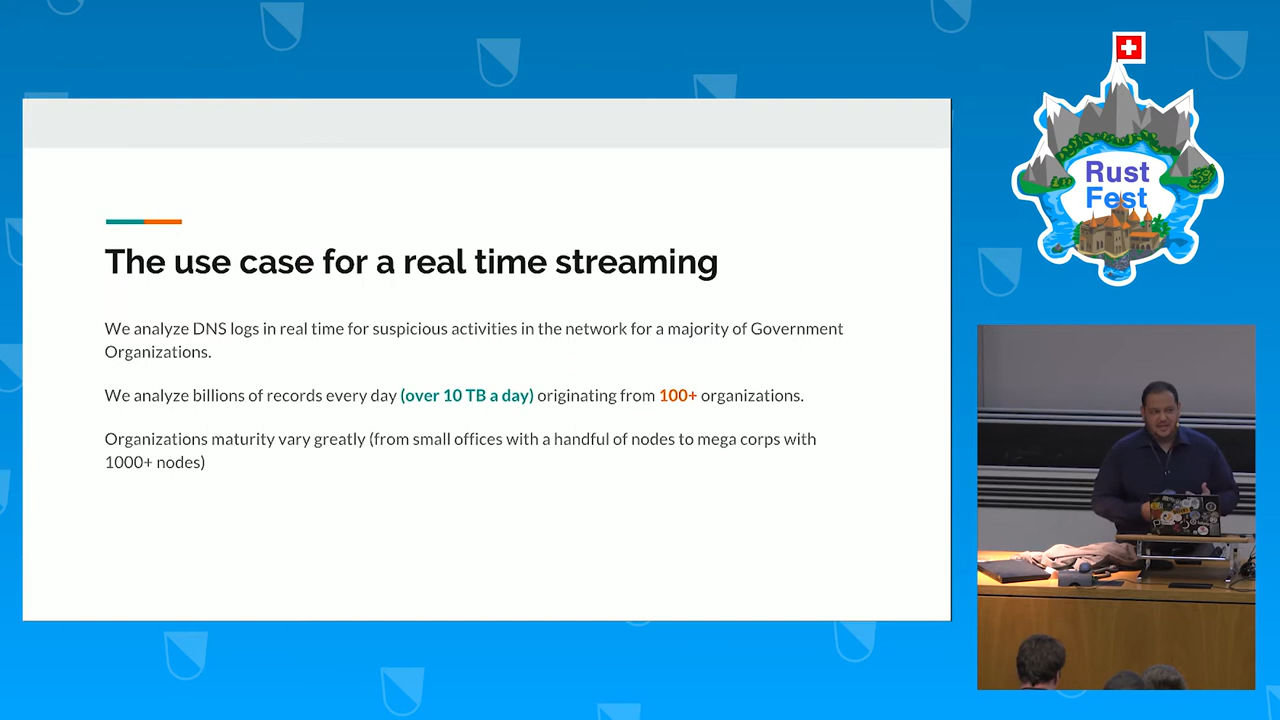 The use case for a real time streaming
We analyze DNS logs in real time for suspicious activities in the network for a majority of Government
Organizations.
We analyze billions of records every day (over 10 TB a day) originating from 100+ organizations.
Organizations maturity vary greatly (from small offices with a handful of nodes to mega corps with
1000+ nodes)
Rust
Fest